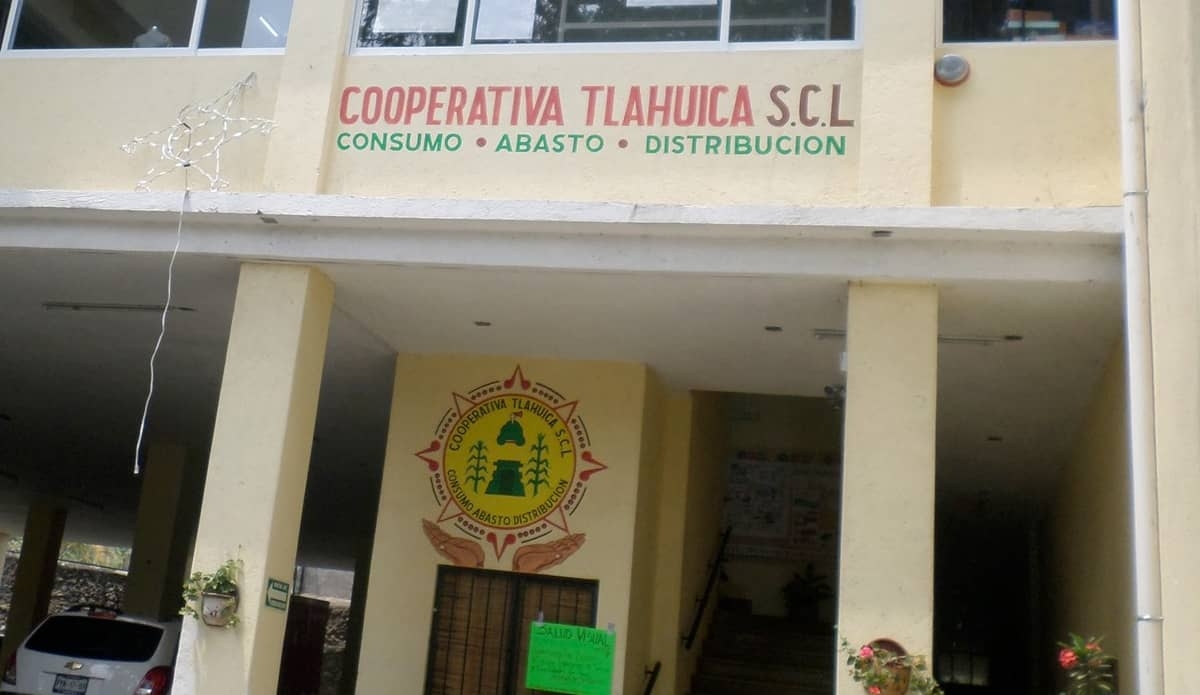 COOPERATIVA TLAHUICA S.C.L
CONSUMO • ABASTO • DISTRIBUCION
COOPERATIVA TLAHUICA S.C.L
CONSUMO ABASTO DISTRIBUCION
SALUD VISUAL